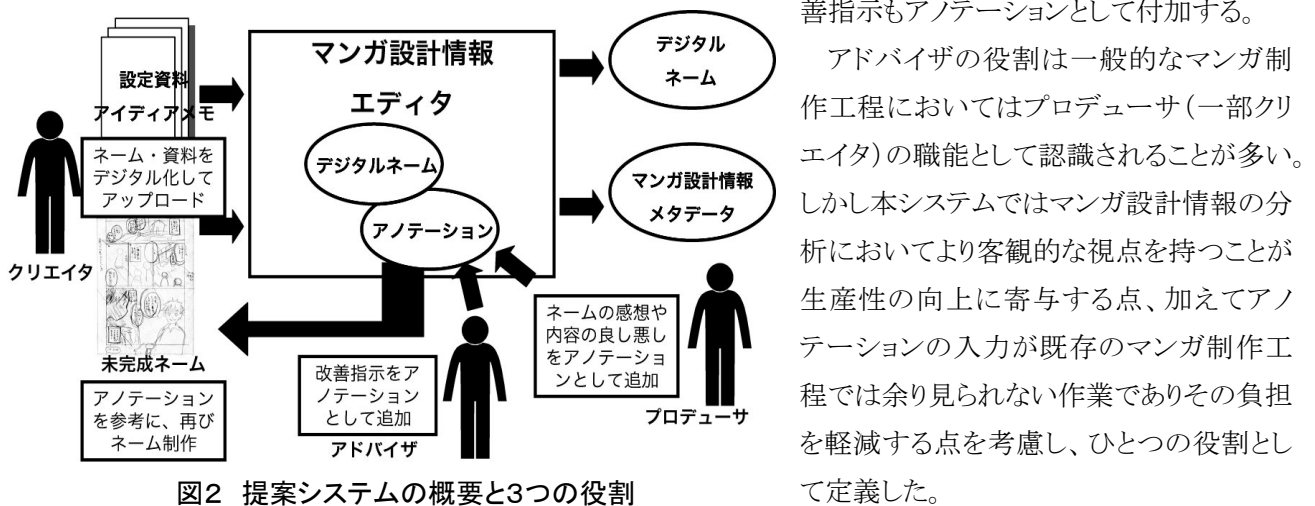 設定資料
アイディアメモ
ネーム・資料を
デジタル化して
アップロード
クリエイタ
未完成ネーム
アノテーション
を参考に、再び
ネーム制作
マンガ設計情報
エディタ
デジタルネーム
アノテーション
改善指示をア
ノテーション
として追加
アドバイザ
ネームの感想や
内容の良し悪し
をアノテーショ
ンとして追加
プロデューサ
デジタル
ネーム
マンガ設計情報
メタデータ
図2 提案システムの概要と3つの役割
善指示もアノテーションとして付加する。
アドバイザの役割は一般的なマンガ制
作工程においてはプロデューサ(一部クリ
エイタ)の職能として認識されることが多い。
しかし本システムではマンガ設計情報の分
析においてより客観的な視点を持つことが
生産性の向上に寄与する点、加えてアノ
テーションの入力が既存のマンガ制作工
程では余り見られない作業でありその負担
を軽減する点を考慮し、ひとつの役割とし
て定義した。